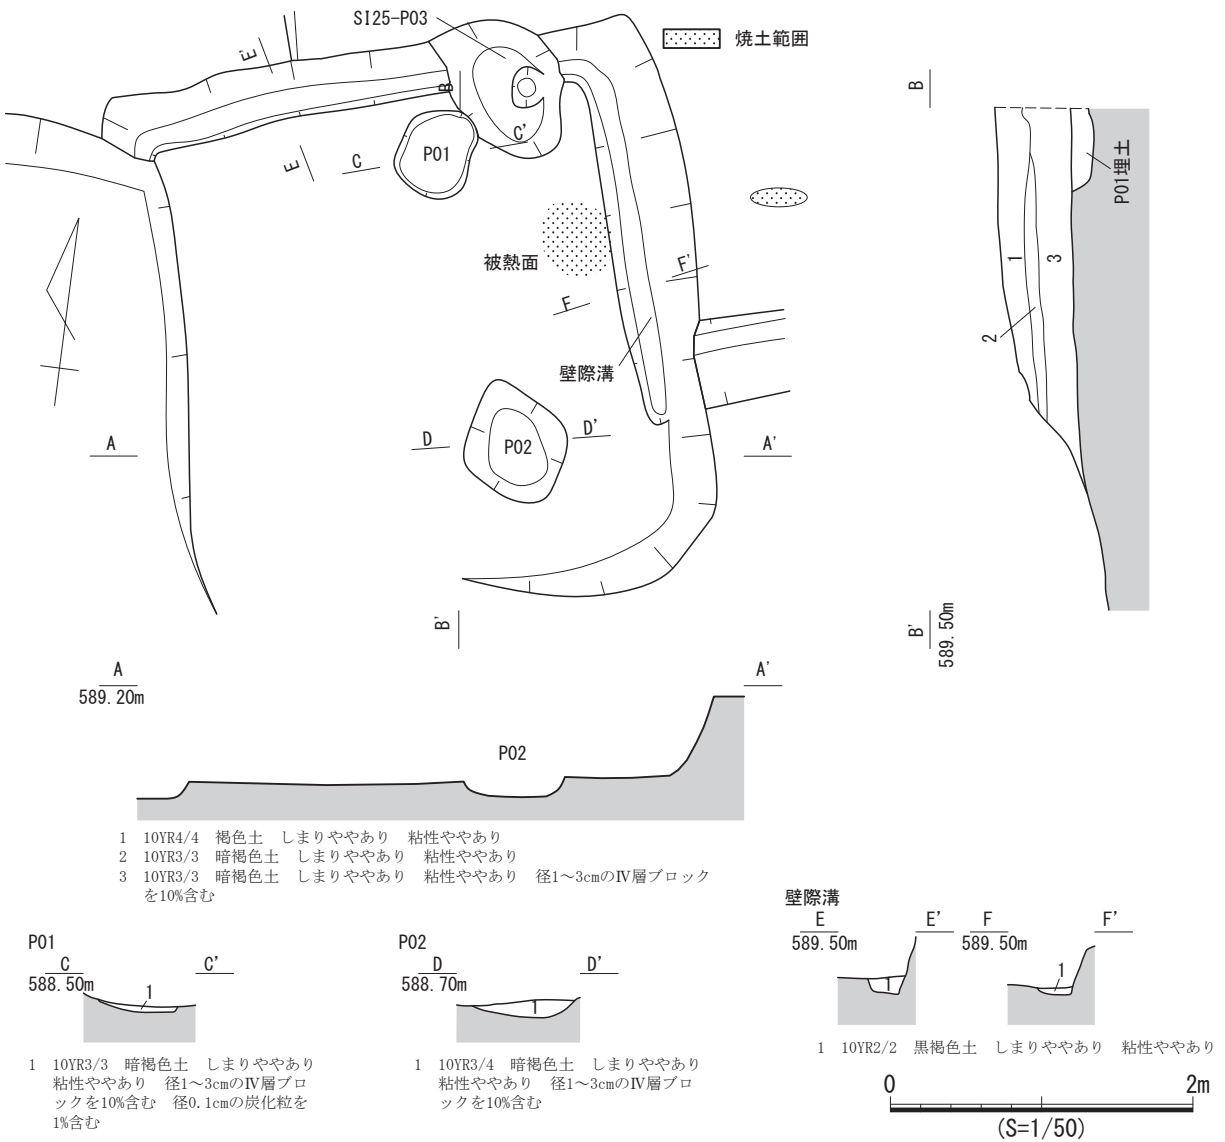 SI25-P03
焼土範囲
E'
B
B
C'
P01
C
E
P01埋土
被熱面
F'
1
3
F
2
壁際溝
A
D
P02
D'
A'
B'
B'
589.50m
A
589.20m
A'
P02
1 10YR4/4 褐色土 しまりややあり 粘性ややあり
2 10YR3/3 暗褐色土 しまりややあり 粘性ややあり
3 10YR3/3 暗褐色土 しまりややあり 粘性ややあり 径1～3cmのⅣ層ブロック
を10%含む
P01
C
588.50m
C'
1
1 10YR3/3 暗褐色土 しまりややあり
粘性ややあり 径1～3cmのⅣ層ブロ
ックを10%含む 径0.1cmの炭化粒を
1%含む
P02
D
588.70m
D'
1
1 10YR3/4 暗褐色土 しまりややあり
粘性ややあり 径1～3cmのⅣ層ブロ
ックを10%含む
壁際溝
E
589.50m
E'
1
F
589.50m
F'
1
1 10YR2/2 黒褐色土 しまりややあり 粘性ややあり
0 2m
(S=1/50)